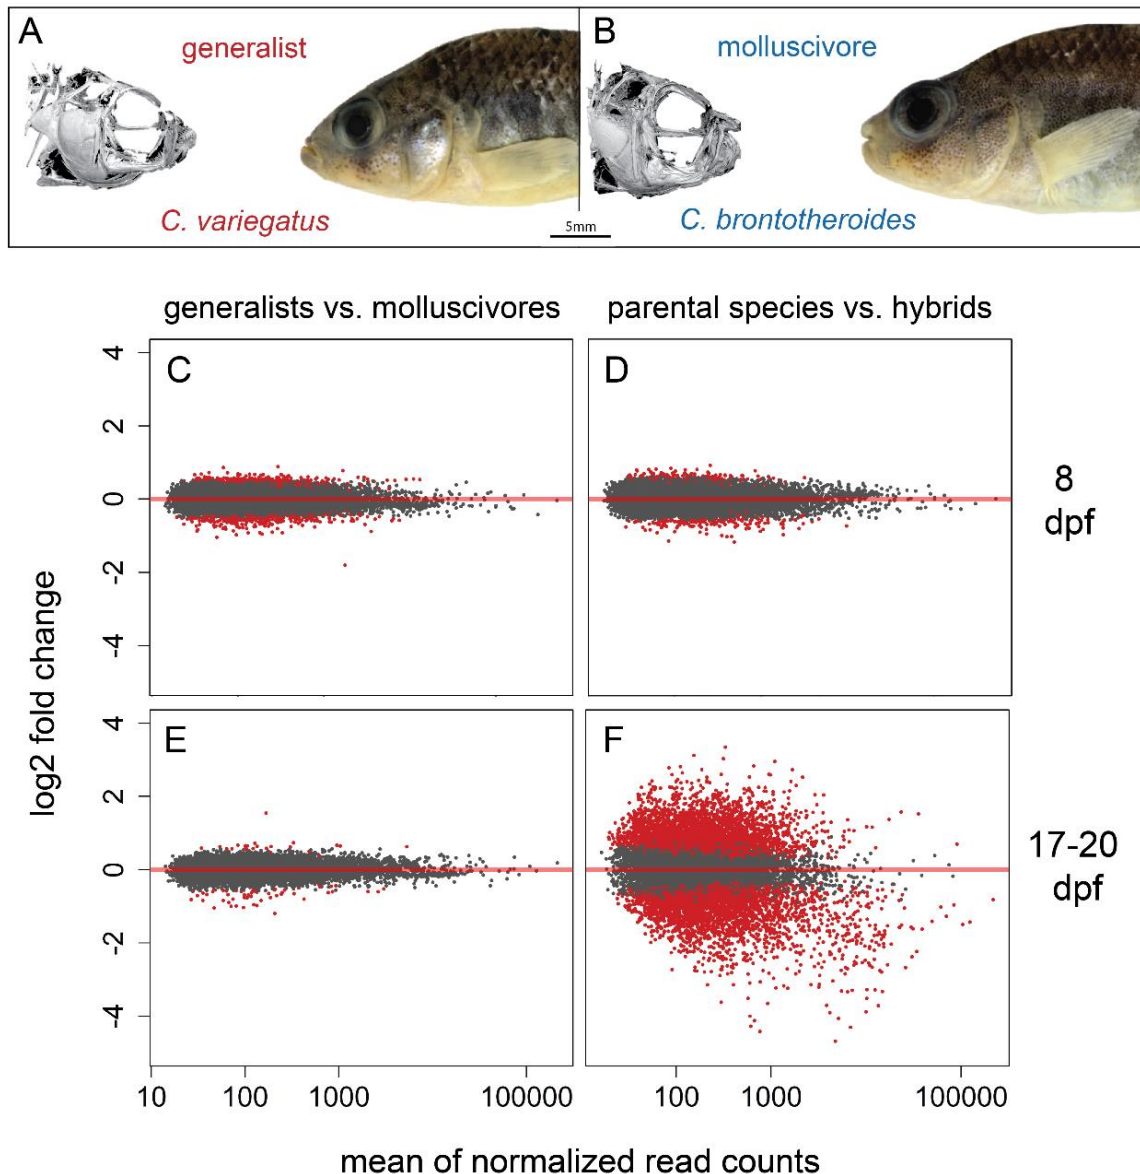 A
generalist
C. variegatus
B
molluscivore
C. brontotheroides
5mm
generalists vs. molluscivores
parental species vs. hybrids
log2 fold change
4
2
0
-2
-4
C
D
8
dpf
4
2
0
-2
-4
E
F
17-20
dpf
10
100
1000
100000
100
1000
100000
mean of normalized read counts